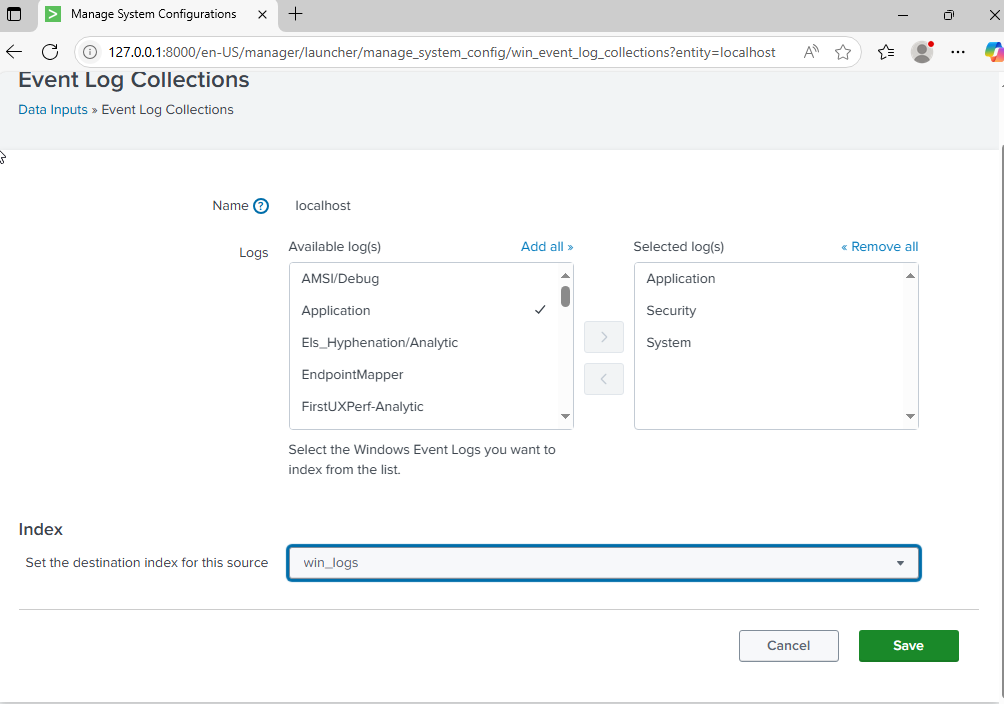 Manage System Configurations
127.0.0.1:8000/en-US/manager/launcher/manage_system_config/win_event_log_collections?entity=localhost
Event Log Collections
Data Inputs » Event Log Collections
Name ? localhost
Logs
Available log(s) Add all »
AMSI/Debug
Application
Els_Hyphenation/Analytic
EndpointMapper
FirstUXPerf-Analytic
Selected log(s) « Remove all
Application
Security
System
Select the Windows Event Logs you want to
index from the list.
Index
Set the destination index for this source win_logs
Cancel Save